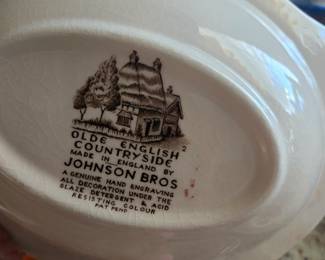 OLDE ENGLISH 2
COUNTRYSIDE
MADE IN ENGLAND BY
JOHNSON BROS
A GENUINE HAND ENGRAVING
ALL DECORATION UNDER THE
GLAZE DETERGENT & ACID
RESISTING COLOUR
PAT PEND